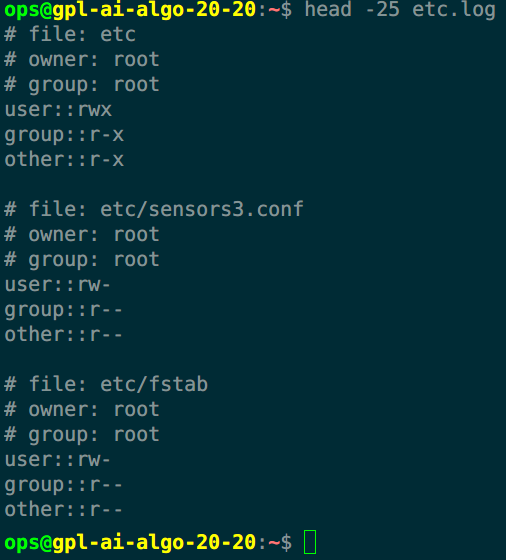 ops@gpl-ai-algo-20-20:~$ head -25 etc.log
# file: etc
# owner: root
# group: root
user::rwx
group::r-x
other::r-x

# file: etc/sensors3.conf
# owner: root
# group: root
user::rw-
group::r--
other::r--

# file: etc/fstab
# owner: root
# group: root
user::rw-
group::r--
other::r--
ops@gpl-ai-algo-20-20:~$